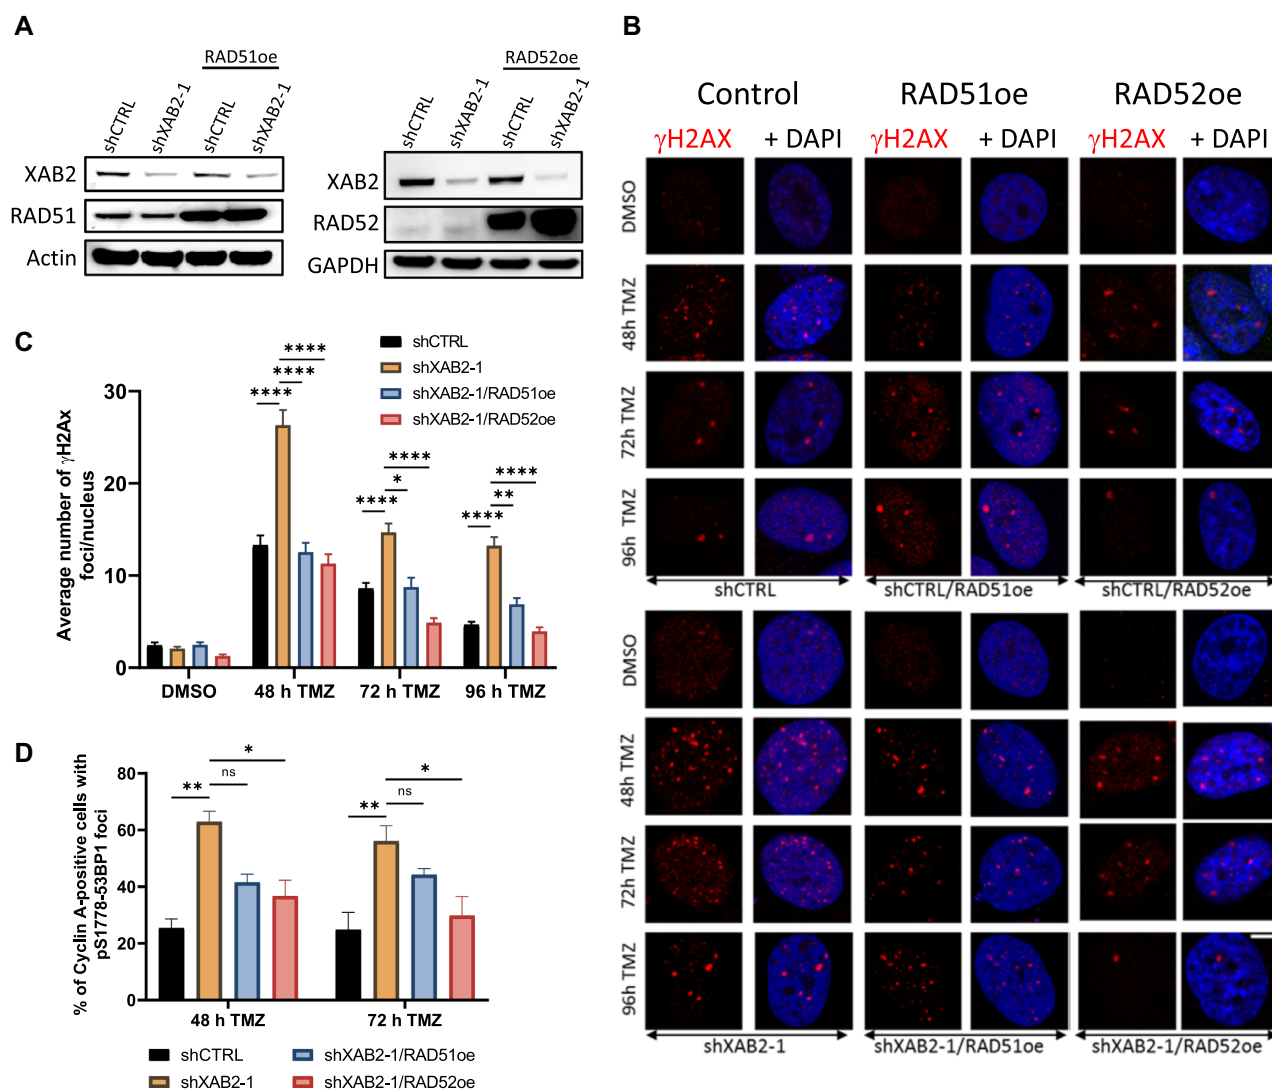 A
RAD51oe
shCTRL
shXAB2-1
shCTRL
shXAB2-1
XAB2
RAD51
Actin
RAD52oe
shCTRL
shXAB2-1
shCTRL
shXAB2-1
XAB2
RAD52
GAPDH
B
Control RAD51oe RAD52oe
γH2AX + DAPI γH2AX + DAPI γH2AX + DAPI
DMSO
48h TMZ
72h TMZ
96h TMZ
shCTRL shCTRL/RAD51oe shCTRL/RAD52oe
DMSO
48h TMZ
72h TMZ
96h TMZ
shXAB2-1 shXAB2-1/RAD51oe shXAB2-1/RAD52oe
C
shCTRL
shXAB2-1
shXAB2-1/RAD51oe
shXAB2-1/RAD52oe
Average number of γH2Ax
foci/nucleus
30
20
10
0
****
****
****
****
*
****
****
**
****
DMSO 48 h TMZ 72 h TMZ 96 h TMZ
D
% of Cyclin A-positive cells with
pS1778-53BP1 foci
80
60
40
20
0
*
ns
**
*
ns
**
48 h TMZ 72 h TMZ
shCTRL shXAB2-1/RAD51oe
shXAB2-1 shXAB2-1/RAD52oe